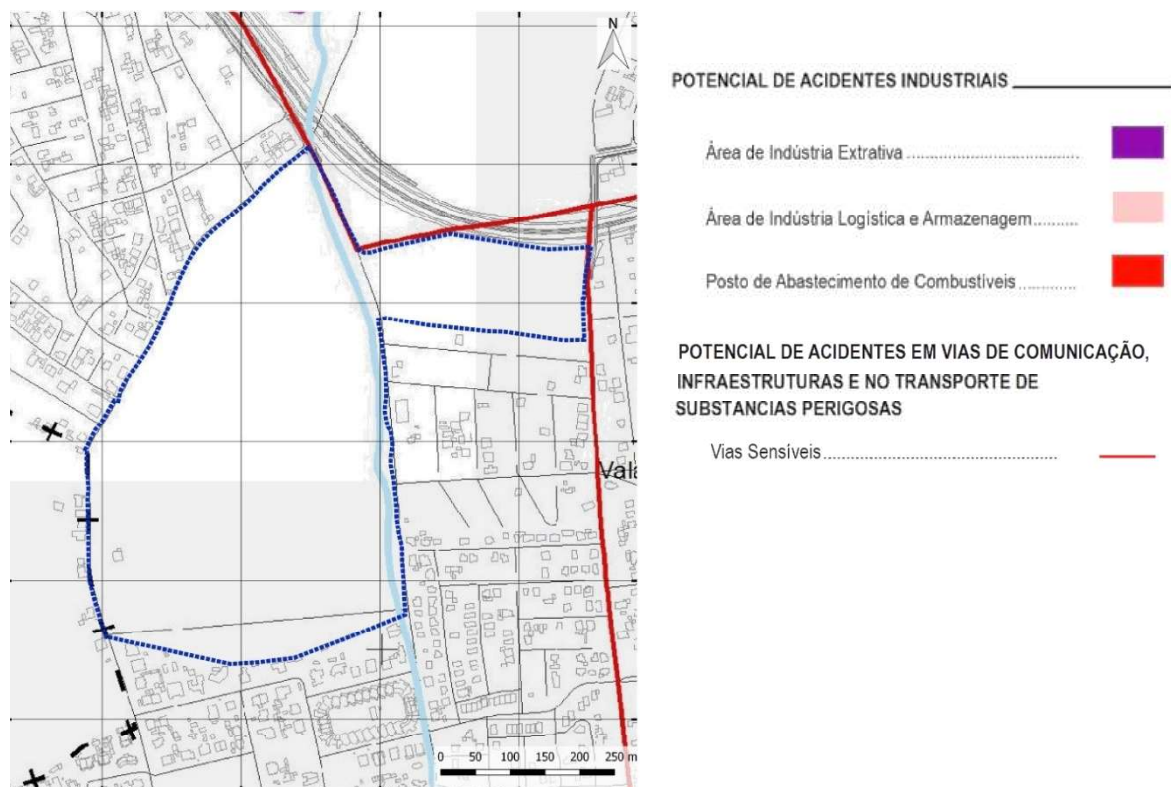 N
Vala
0 50 100 150 200 250 m
POTENCIAL DE ACIDENTES INDUSTRIAIS
Área de Indústria Extrativa
Área de Indústria Logística e Armazenagem
Posto de Abastecimento de Combustíveis
POTENCIAL DE ACIDENTES EM VIAS DE COMUNICAÇÃO,
INFRAESTRUTURAS E NO TRANSPORTE DE
SUBSTANCIAS PERIGOSAS
Vias Sensíveis